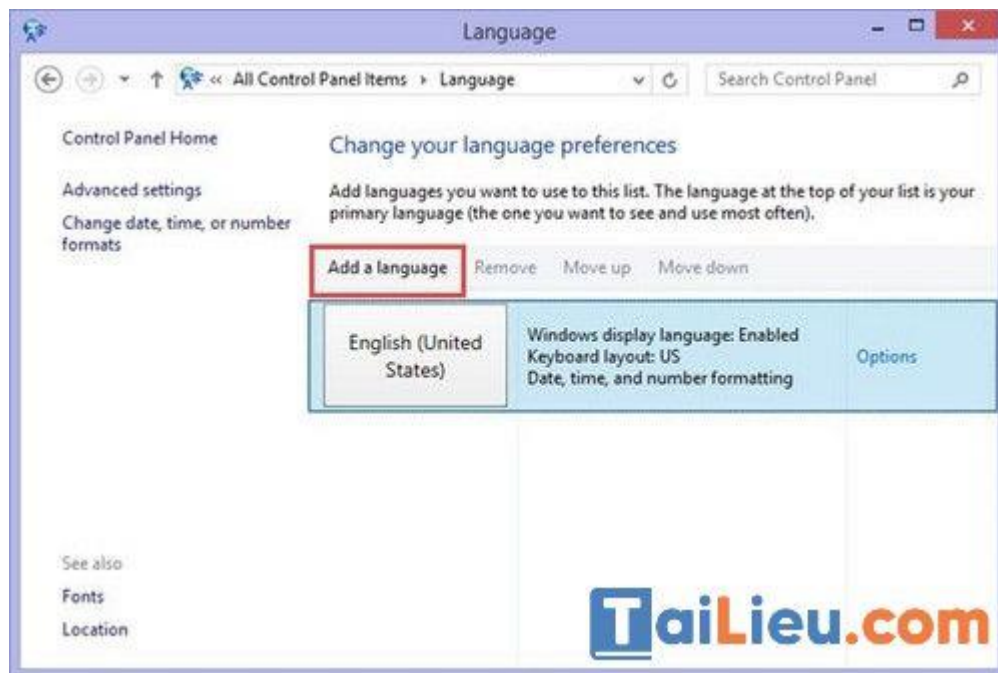 Language
« All Control Panel Items › Language
Search Control Panel
Control Panel Home
Advanced settings
Change date, time, or number
formats
See also
Fonts
Location
Change your language preferences
Add languages you want to use to this list. The language at the top of your list is your
primary language (the one you want to see and use most often).
Add a language Remove Move up Move down
English (United
States)
Windows display language: Enabled
Keyboard layout: US
Date, time, and number formatting
Options
TaiLieu.com